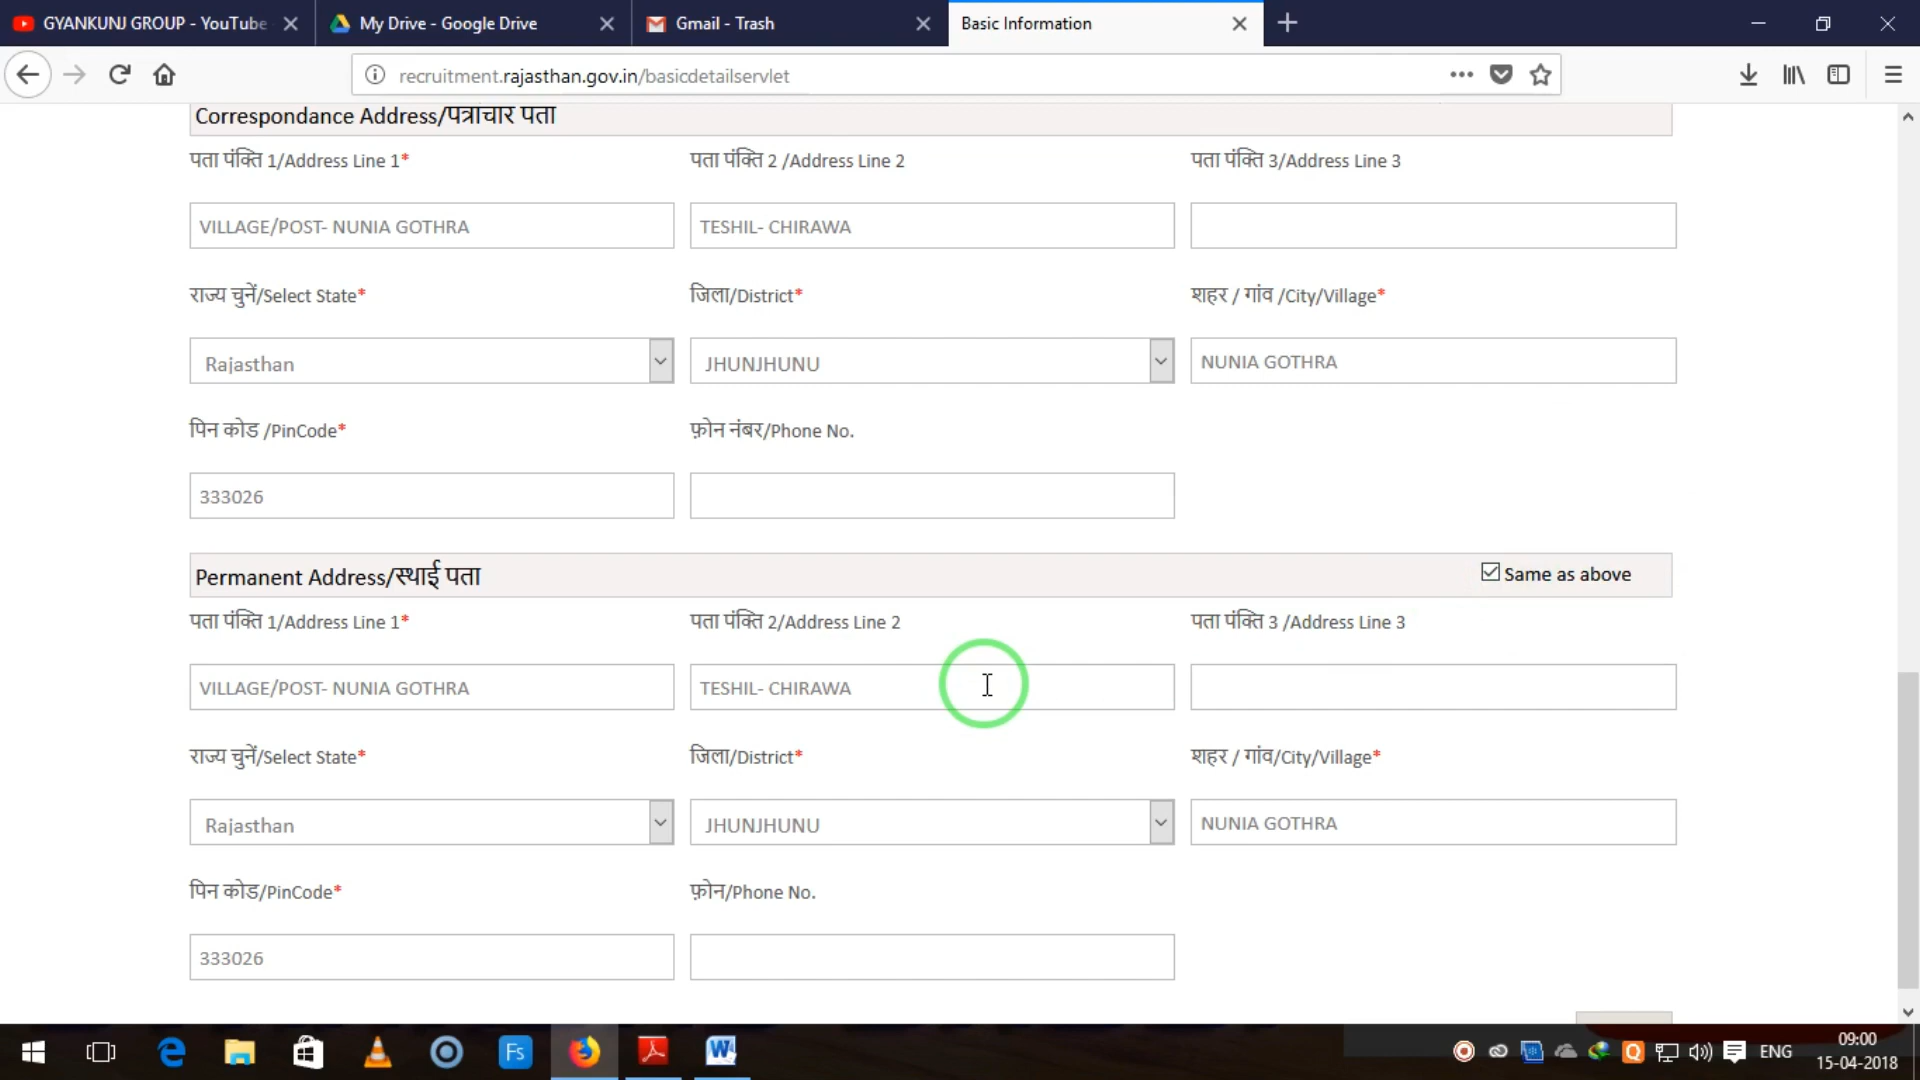 GYANKUNJ GROUP - YouTube
My Drive - Google Drive
Gmail - Trash
Basic Information
recruitment.rajasthan.gov.in/basicdetailservlet
Correspondance Address/पत्राचार पता
पता पंक्ति 1/Address Line 1* पता पंक्ति 2 /Address Line 2 पता पंक्ति 3/Address Line 3
VILLAGE/POST- NUNIA GOTHRA TESHIL- CHIRAWA
राज्य चुनें/Select State* जिला/District* शहर / गांव /City/Village*
Rajasthan JHUNJHUNU NUNIA GOTHRA
पिन कोड /PinCode* फ़ोन नंबर/Phone No.
333026
Permanent Address/स्थाई पता Same as above
पता पंक्ति 1/Address Line 1* पता पंक्ति 2/Address Line 2 पता पंक्ति 3 /Address Line 3
VILLAGE/POST- NUNIA GOTHRA TESHIL- CHIRAWA
राज्य चुनें/Select State* जिला/District* शहर / गांव/City/Village*
Rajasthan JHUNJHUNU NUNIA GOTHRA
पिन कोड/PinCode* फ़ोन/Phone No.
333026
Fs
ENG
09:00
15-04-2018